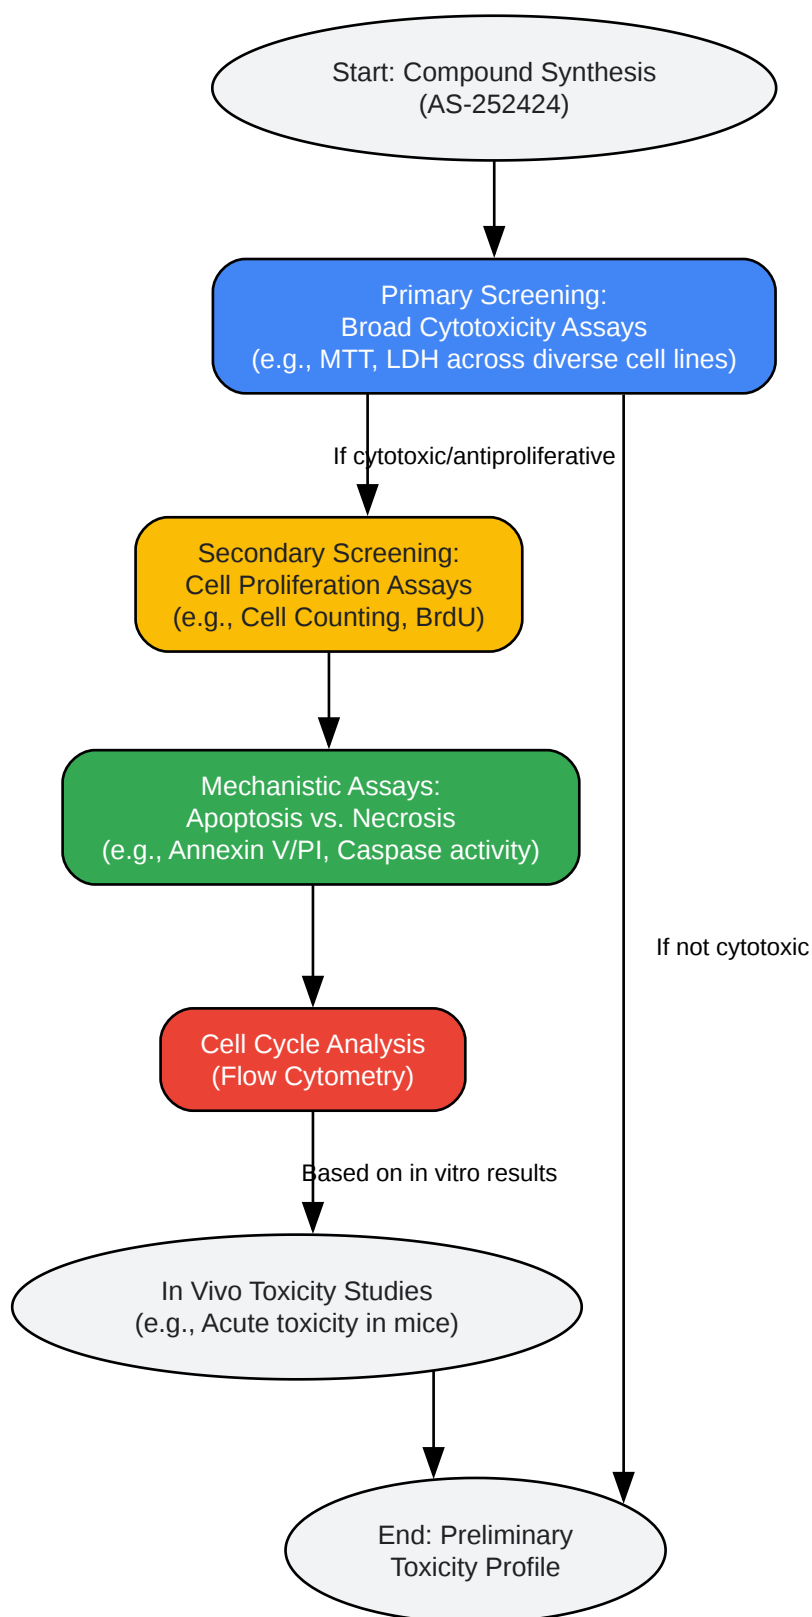 Start: Compound Synthesis
(AS-252424)
Primary Screening:
Broad Cytotoxicity Assays
(e.g., MTT, LDH across diverse cell lines)
If cytotoxic/antiproliferative
Secondary Screening:
Cell Proliferation Assays
(e.g., Cell Counting, BrdU)
Mechanistic Assays:
Apoptosis vs. Necrosis
(e.g., Annexin V/PI, Caspase activity)
If not cytotoxic
Cell Cycle Analysis
(Flow Cytometry)
Based on in vitro results
In Vivo Toxicity Studies
(e.g., Acute toxicity in mice)
End: Preliminary
Toxicity Profile